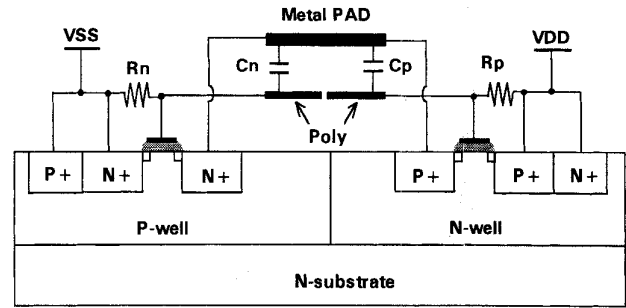 Metal PAD
VSS
VDD
Rn
Cn
Cp
Rp
Poly
P+
N+
N+
P+
P+
N+
P-well
N-well
N-substrate